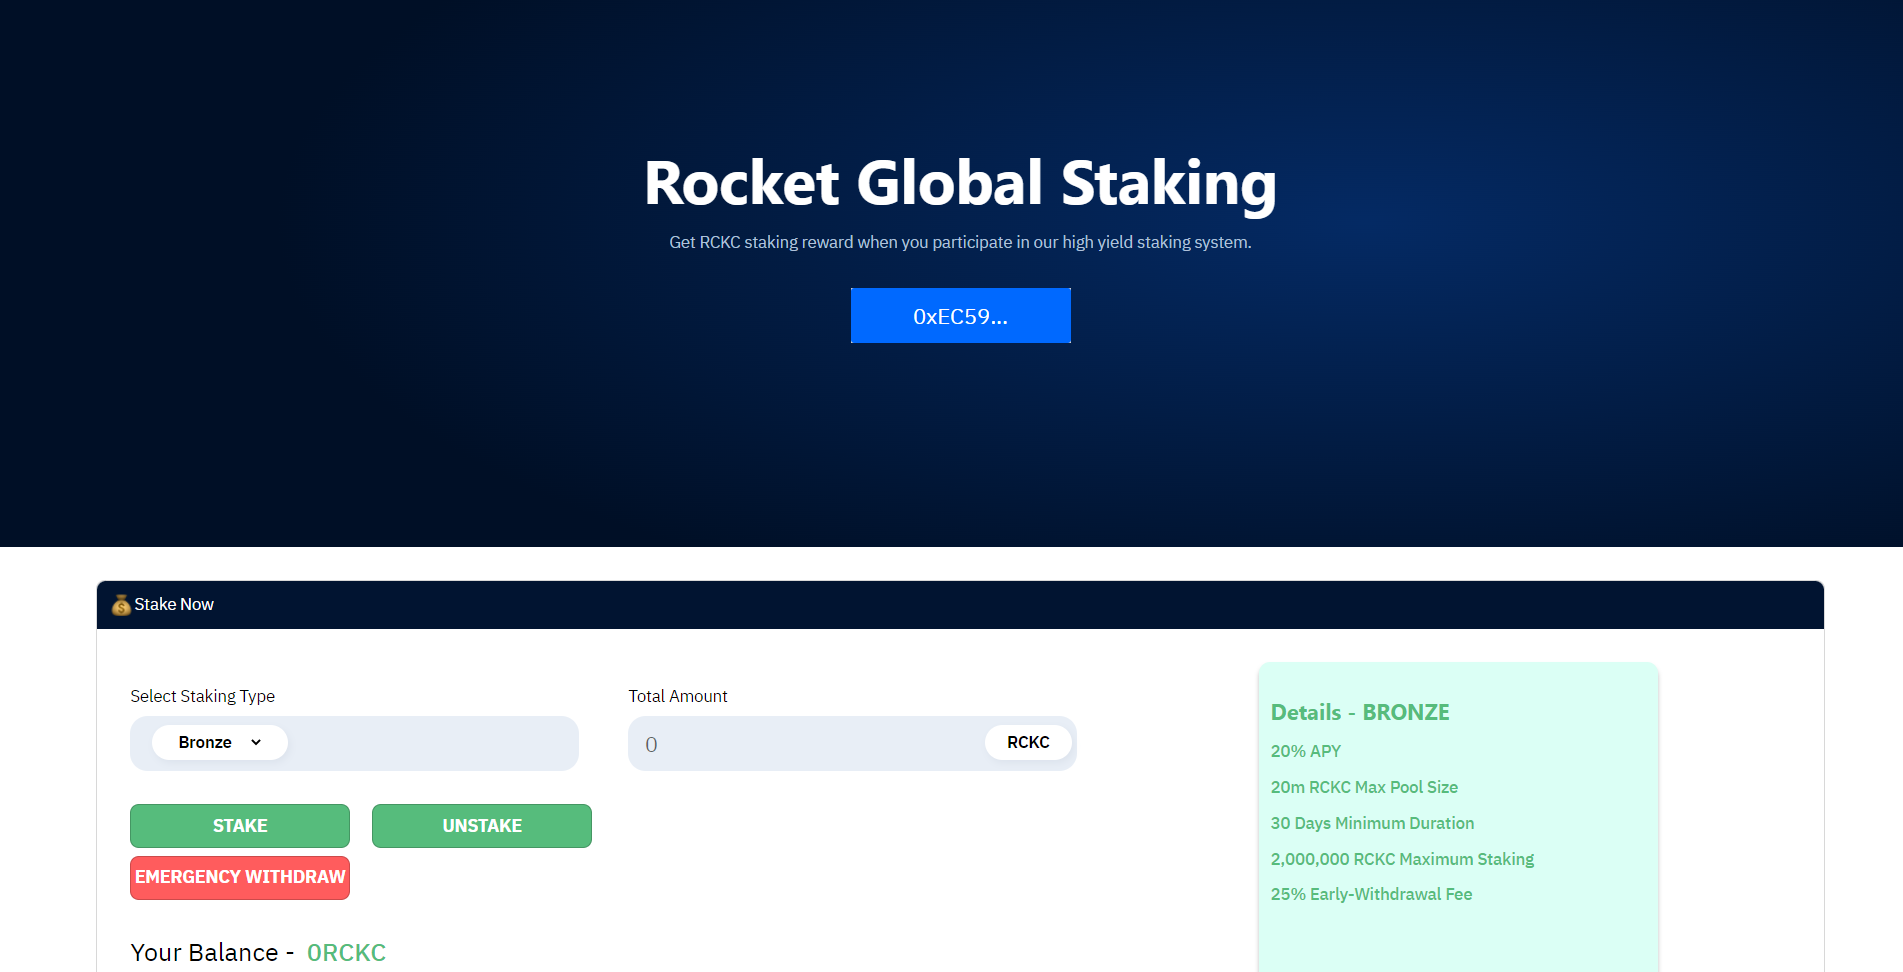 Rocket Global Staking
Get RCKC staking reward when you participate in our high yield staking system.
0xEC59...
Stake Now
Select Staking Type
Bronze
Total Amount
0
RCKC
STAKE
UNSTAKE
EMERGENCY WITHDRAW
Your Balance - 0RCKC
Details - BRONZE
20% APY
20m RCKC Max Pool Size
30 Days Minimum Duration
2,000,000 RCKC Maximum Staking
25% Early-Withdrawal Fee